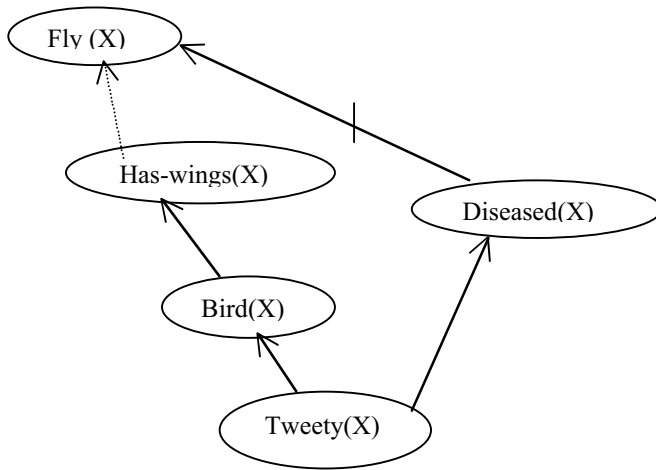 Fly (X)
Has-wings(X)
Diseased(X)
Bird(X)
Tweety(X)